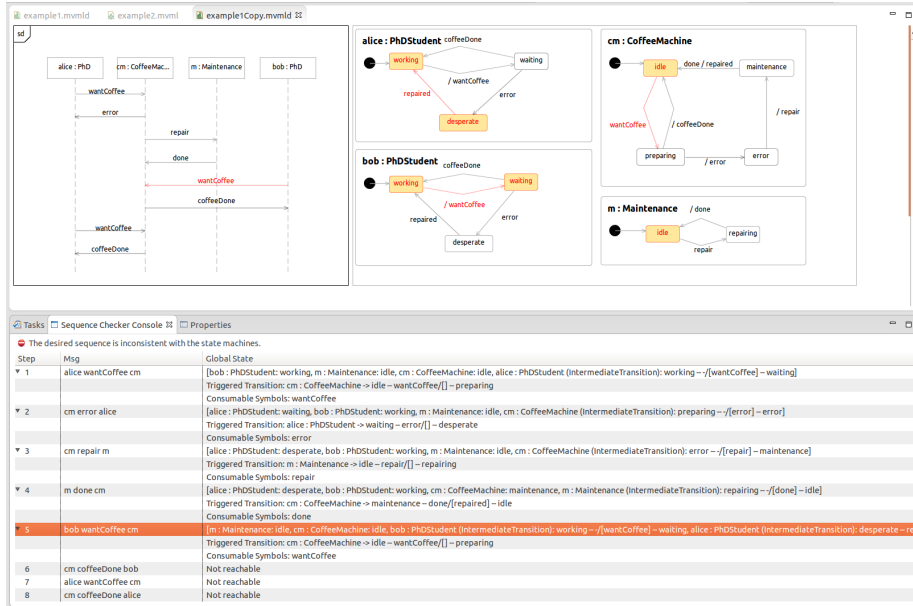 example1.mvml example2.mvml example1Copy.mvmld
sd
alice : PhD cm : CoffeeMac... m : Maintenance bob : PhD
wantCoffee
error
repair
done
wantCoffee
coffeeDone
wantCoffee
coffeeDone
alice : PHDStudent
coffeeDone
working
waiting
/ wantCoffee
repaired
error
desperate
bob : PHDStudent
coffeeDone
working
waiting
/ wantCoffee
repaired
error
desperate
cm : CoffeeMachine
idle
done / repaired
maintenance
wantCoffee
/ coffeeDone
/ repair
preparing
/ error
error
m : Maintenance
/ done
idle
repairing
repair
Tasks Sequence Checker Console Properties
The desired sequence is inconsistent with the state machines.
Step Msg Global State
1 alice wantCoffee cm [bob : PHDStudent: working, m : Maintenance: idle, cm : CoffeeMachine: idle, alice : PHDStudent (IntermediateTransition): working – -/[wantCoffee] – waiting]
Triggered Transition: cm : CoffeeMachine -> idle – wantCoffee/[] – preparing
Consumable Symbols: wantCoffee
2 cm error alice [alice : PHDStudent: waiting, bob : PHDStudent: working, m : Maintenance: idle, cm : CoffeeMachine (IntermediateTransition): preparing – -/[error] – error]
Triggered Transition: alice : PHDStudent -> waiting – error/[] – desperate
Consumable Symbols: error
3 cm repair m [alice : PHDStudent: desperate, bob : PHDStudent: working, m : Maintenance: idle, cm : CoffeeMachine (IntermediateTransition): error – -/[repair] – maintenance]
Triggered Transition: m : Maintenance -> idle – repair/[] – repairing
Consumable Symbols: repair
4 m done cm [alice : PHDStudent: desperate, bob : PHDStudent: working, cm : CoffeeMachine: maintenance, m : Maintenance (IntermediateTransition): repairing – -/[done] – idle]
Triggered Transition: cm : CoffeeMachine -> maintenance – done/[repaired] – idle
Consumable Symbols: done
5 bob wantCoffee cm [m : Maintenance: idle, cm : CoffeeMachine: idle, bob : PHDStudent (IntermediateTransition): working – -/[wantCoffee] – waiting, alice : PHDStudent (IntermediateTransition): desperate – re
Triggered Transition: cm : CoffeeMachine -> idle – wantCoffee/[] – preparing
Consumable Symbols: wantCoffee
6 cm coffeeDone bob Not reachable
7 alice wantCoffee cm Not reachable
8 cm coffeeDone alice Not reachable